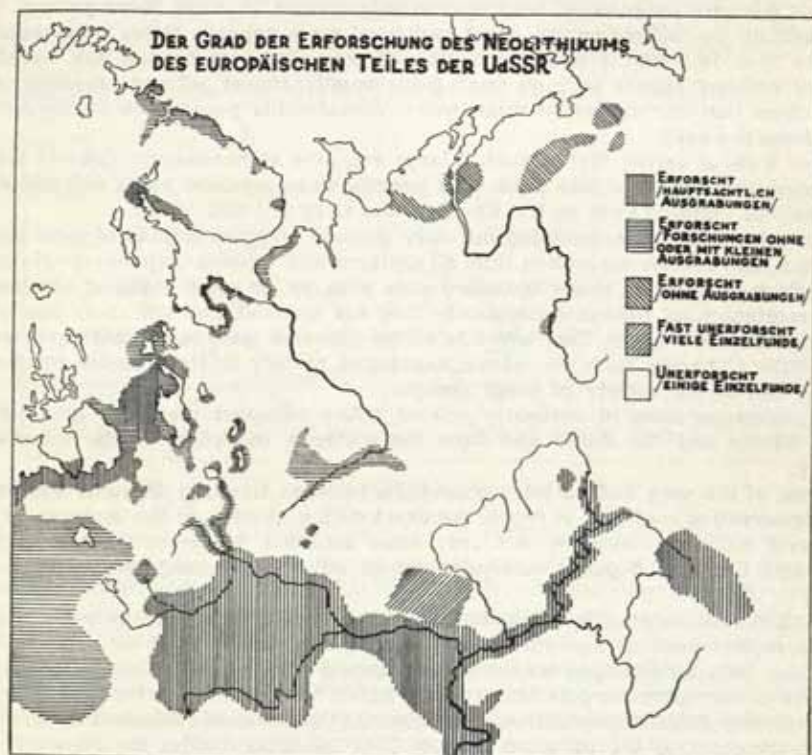 DER GRAD DER ERFORSCHUNG DES NEOLITHIKUMS
DES EUROPÄISCHEN TEILES DER UdSSR
ERFORSCHT
/HAUPTSACHTL.CH
AUSGRABUNGEN/
ERFORSCHT
/FORSCHUNGEN OHNE
ODER MIT KLEINEN
AUSGRABUNGEN/
ERFORSCHT
/OHNE AUSGRABUNGEN/
FAST UNERFORSCHT
/VIELE EINZELFUNDE/
UNERFORSCHT
/EINIGE EINZELFUNDE/